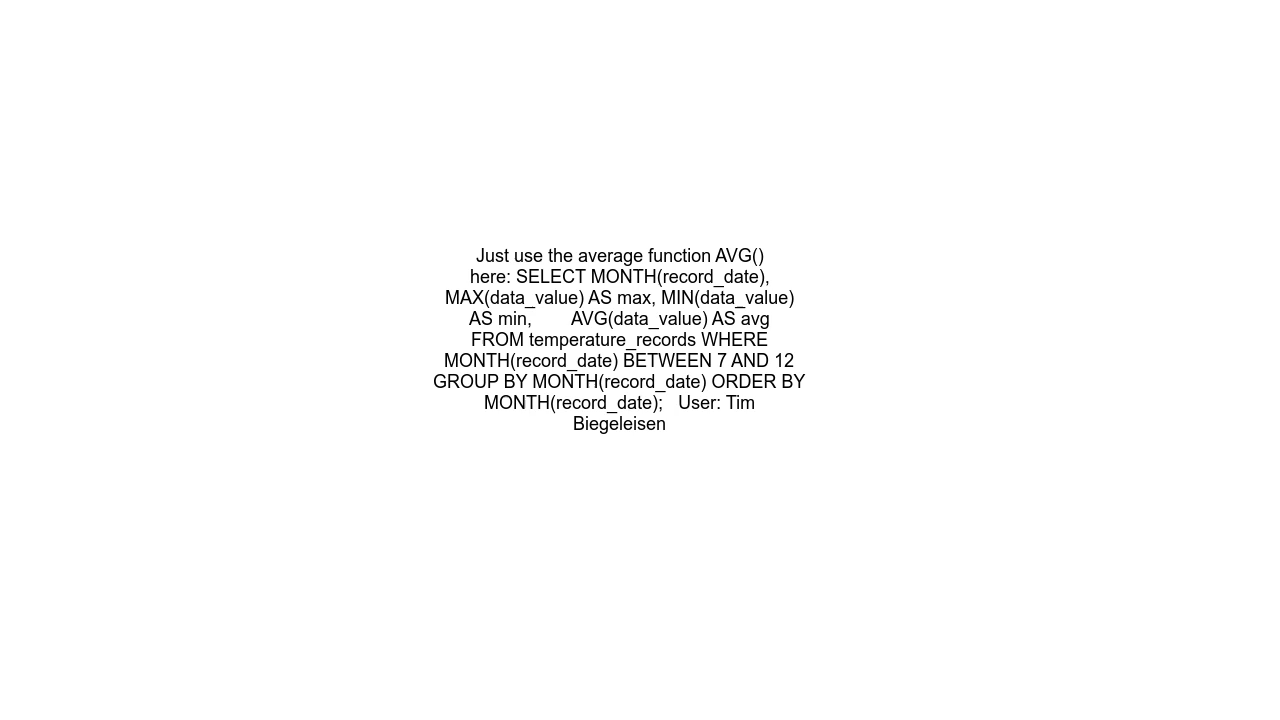 Just use the average function AVG()
here: SELECT MONTH(record_date),
MAX(data_value) AS max, MIN(data_value)
AS min,        AVG(data_value) AS avg
FROM temperature_records WHERE
MONTH(record_date) BETWEEN 7 AND 12
GROUP BY MONTH(record_date) ORDER BY
MONTH(record_date);   User: Tim
Biegeleisen